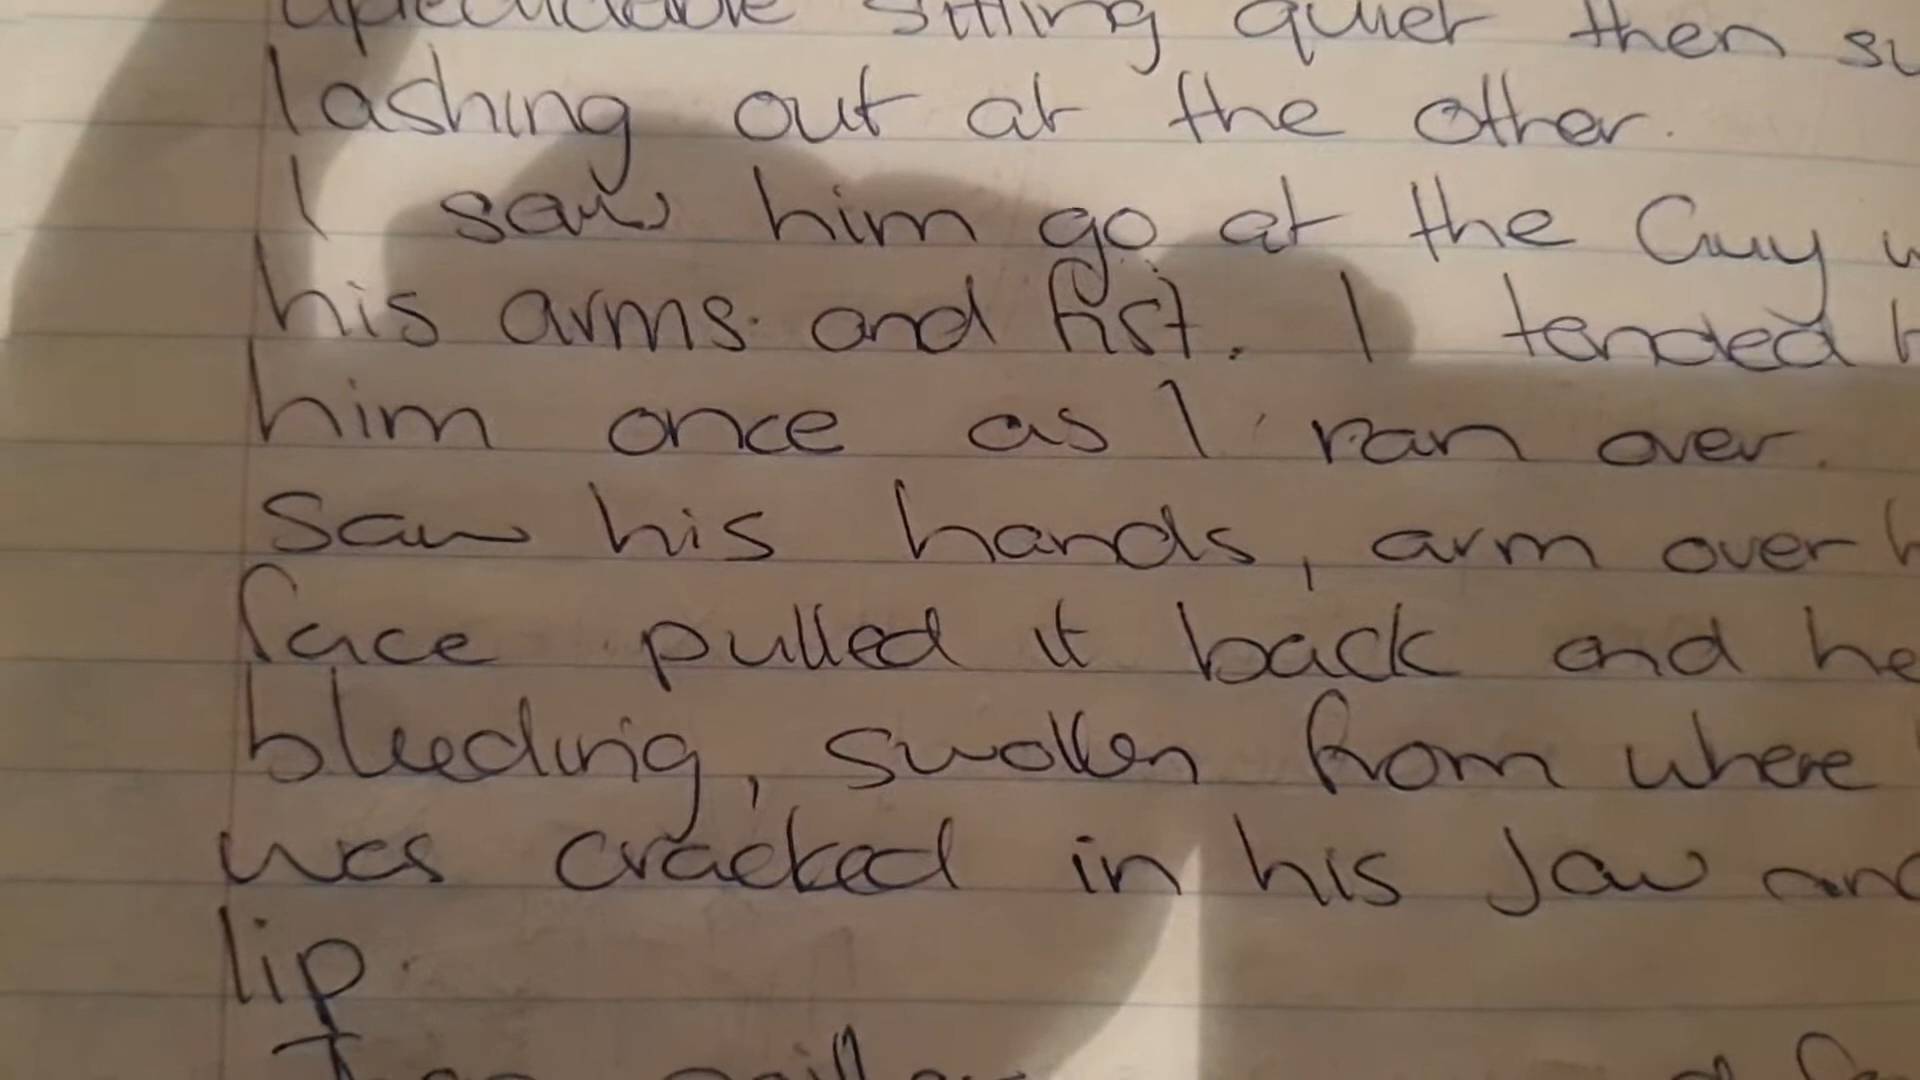 sitting quiet then
lashing out at the other.
I saw him go at the Guy
his arms and fist. I tended
him once as I ran over.
Saw his hands, arm over
face pulled it back and he
bleeding, swollen from where
was cracked in his Jaw and
lip.